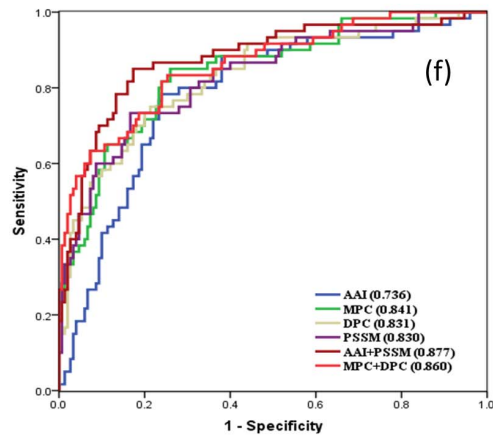 (f)
1.0
0.8
0.6
0.4
0.2
0.0
Sensitivity
AAI (0.736)
MPC (0.841)
DPC (0.831)
PSSM (0.830)
AAI+PSSM (0.877)
MPC+DPC (0.860)
0.0 0.2 0.4 0.6 0.8 1.0
1 - Specificity